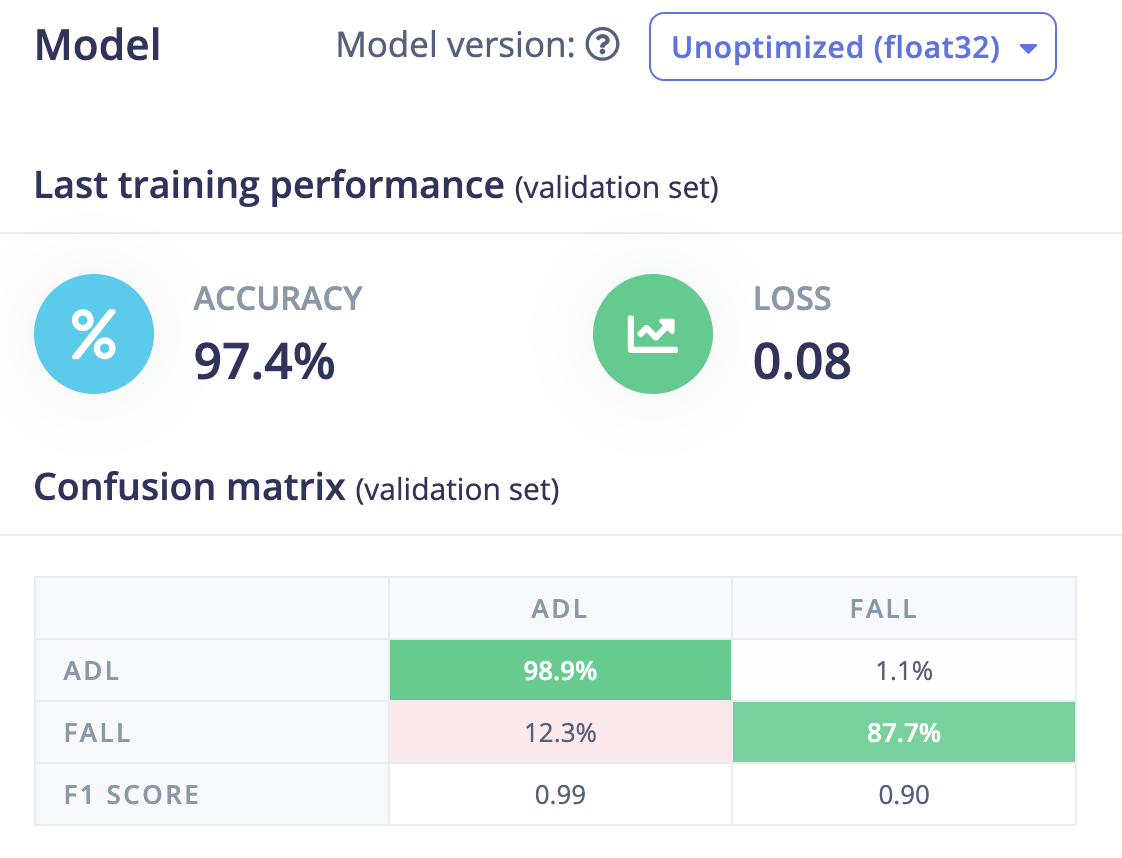 Model
Model version: ?
Unoptimized (float32)
Last training performance (validation set)
%
ACCURACY
97.4%
LOSS
0.08
Confusion matrix (validation set)
ADL FALL
ADL 98.9% 1.1%
FALL 12.3% 87.7%
F1 SCORE 0.99 0.90